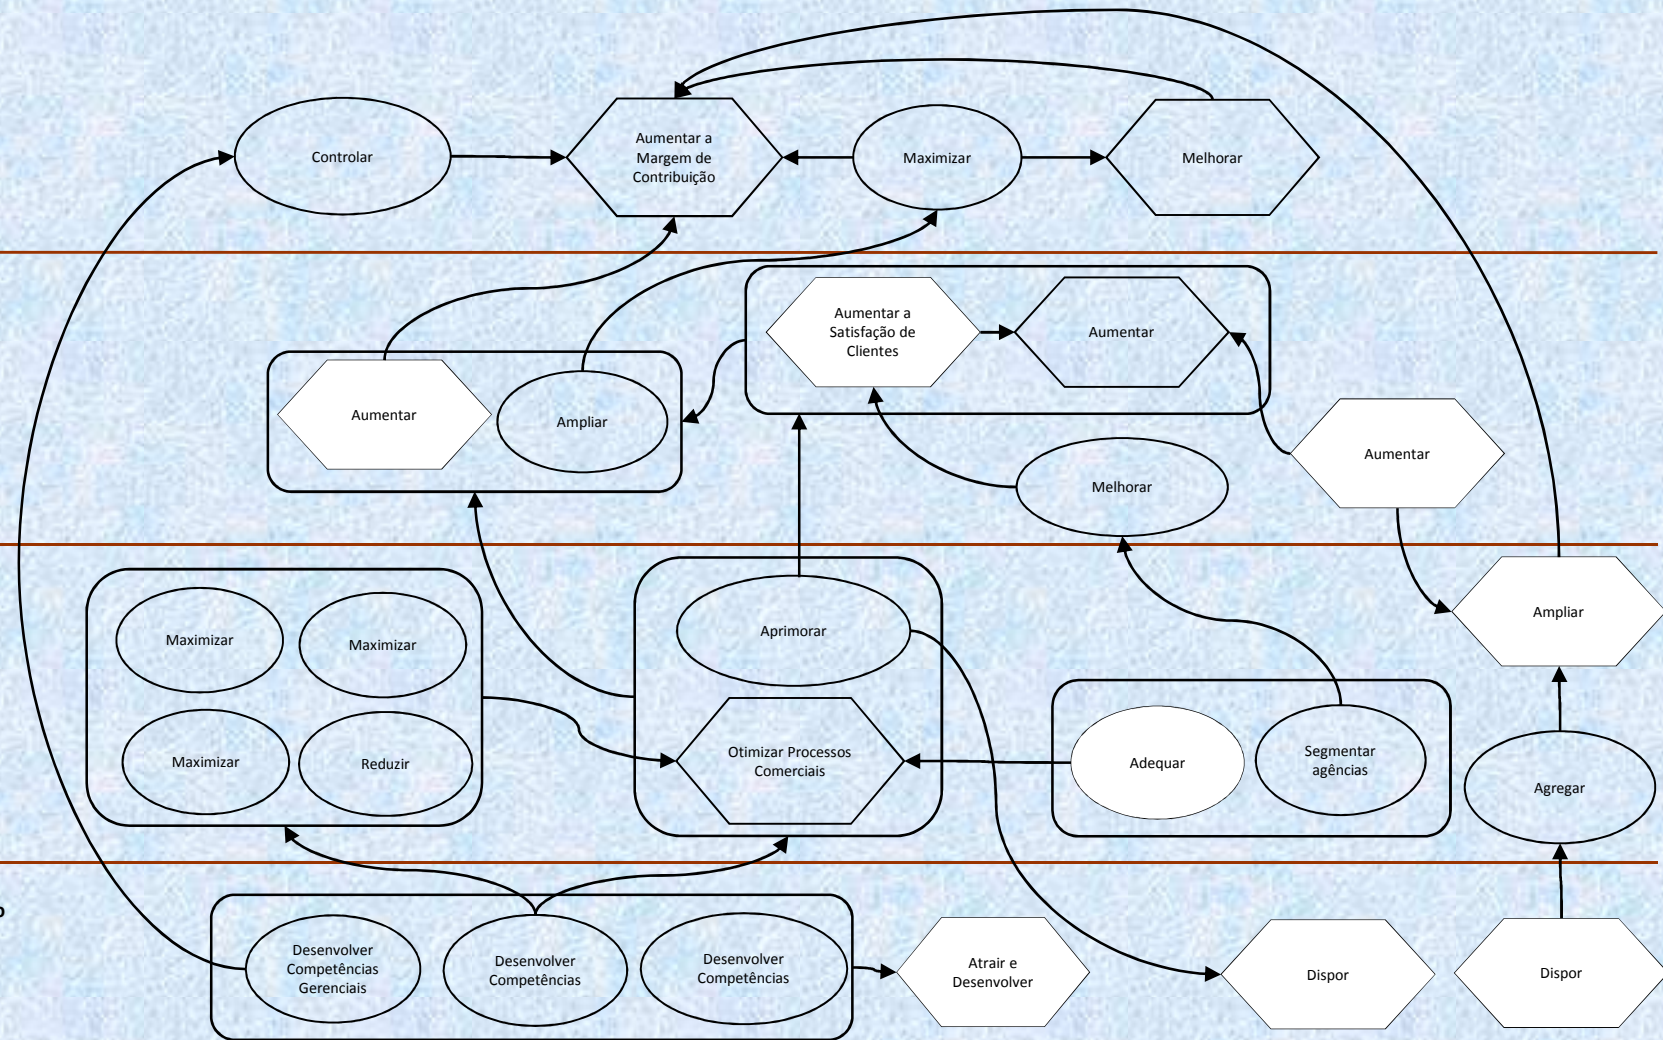 Controlar
Aumentar a
Margem de
Contribuição
Maximizar
Melhorar
Aumentar a
Satisfação de
Clientes
Aumentar
Aumentar
Ampliar
Aumentar
Melhorar
Maximizar
Maximizar
Aprimorar
Ampliar
Maximizar
Reduzir
Otimizar Processos
Comerciais
Adequar
Segmentar
agências
Agregar
o
Desenvolver
Competências
Gerenciais
Desenvolver
Competências
Desenvolver
Competências
Atrair e
Desenvolver
Dispor
Dispor